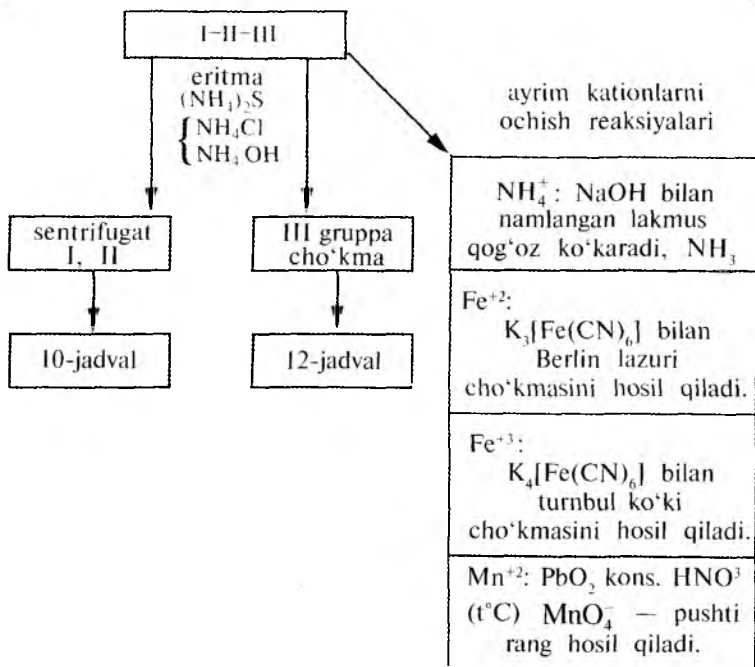 I–II–III
eritma
(NH₄)₂S
{ NH₄Cl
NH₄OH
sentrifugat
I, II
III gruppa
cho‘kma
10-jadval
12-jadval
ayrim kationlarni
ochish reaksiyalari
NH₄⁺: NaOH bilan
namlangan lakmus
qog‘oz ko‘karadi, NH₃
Fe⁺²:
K₃[Fe(CN)₆] bilan
Berlin lazuri
cho‘kmasini hosil qiladi.
Fe⁺³:
K₄[Fe(CN)₆] bilan
turnbul ko‘ki
cho‘kmasini hosil qiladi.
Mn⁺²: PbO₂ kons. HNO³
(t°C) MnO₄⁻ — pushti
rang hosil qiladi.